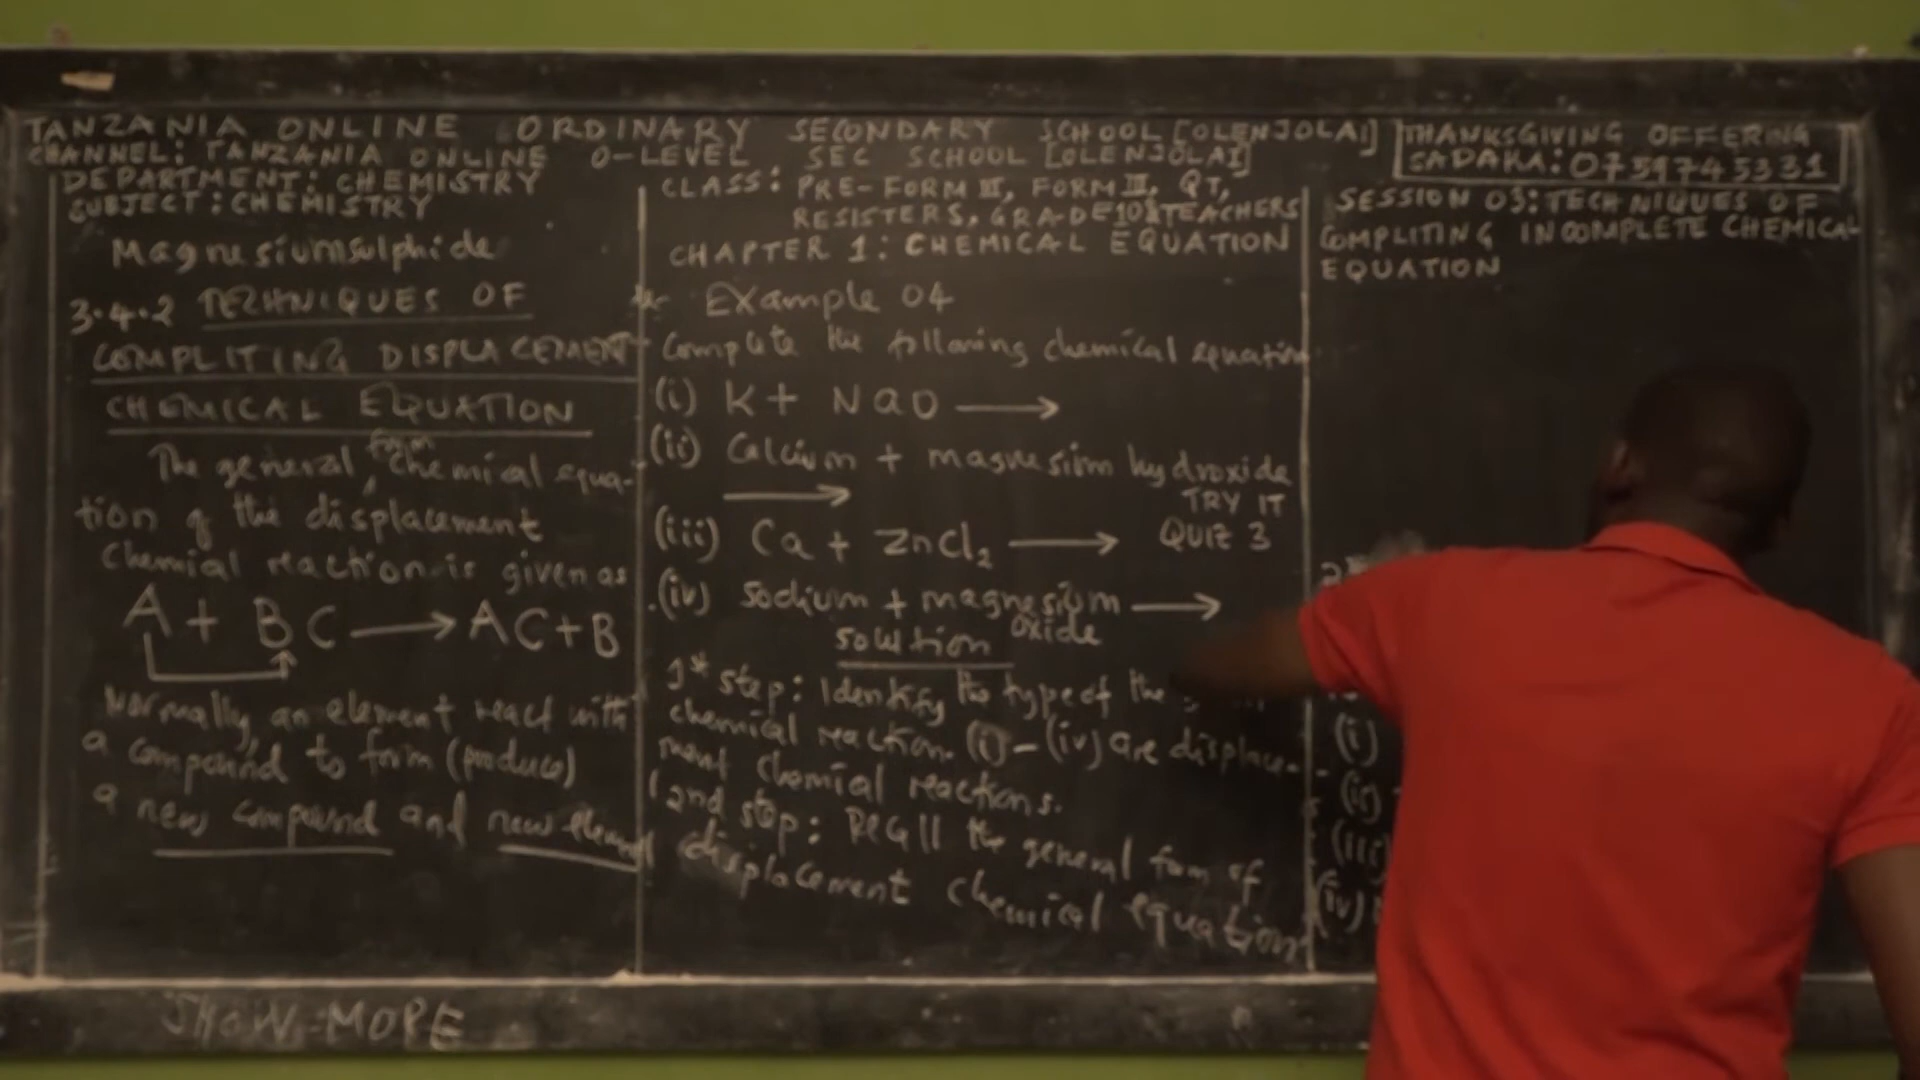 TANZANIA ONLINE ORDINARY SECONDARY SCHOOL [OLENJOLAI]
CHANNEL: TANZANIA ONLINE O-LEVEL SEC SCHOOL [OLENJOLAI]
THANKSGIVING OFFERING
SADAKA: 0759745331
DEPARTMENT: CHEMISTRY
SUBJECT: CHEMISTRY
Magnesiumsulphide
3.4.2 TECHNIQUES OF
COMPLITING DISPLACEMENT
CHEMICAL EQUATION
form
The general chemical equa-
tion of the displacement
chemical reaction is given as
A + BC → AC + B
Normally, an element react with
a compound to form (produce)
a new compound and new element
SHOW MORE
CLASS: PRE-FORM II, FORM III, QT,
RESISTERS, GRADE 10 & TEACHERS
CHAPTER 1: CHEMICAL EQUATION
Example 04
Complete the following chemical equation
(i) K + NaO →
(ii) Calcium + magnesium hydroxide
→
TRY IT
QUIZ 3
(iii) Ca + ZnCl₂ →
(iv) Sodium + magnesium →
oxide
solution
1st step: Identify the type of the
chemical reaction. (i) - (iv) are displace-
ment chemical reactions.
2nd step: Recall the general form of
displacement chemical equation
SESSION 03: TECHNIQUES OF
COMPLITING INCOMPLETE CHEMICAL
EQUATION
(i)
(ii)
(iii)
(iv)